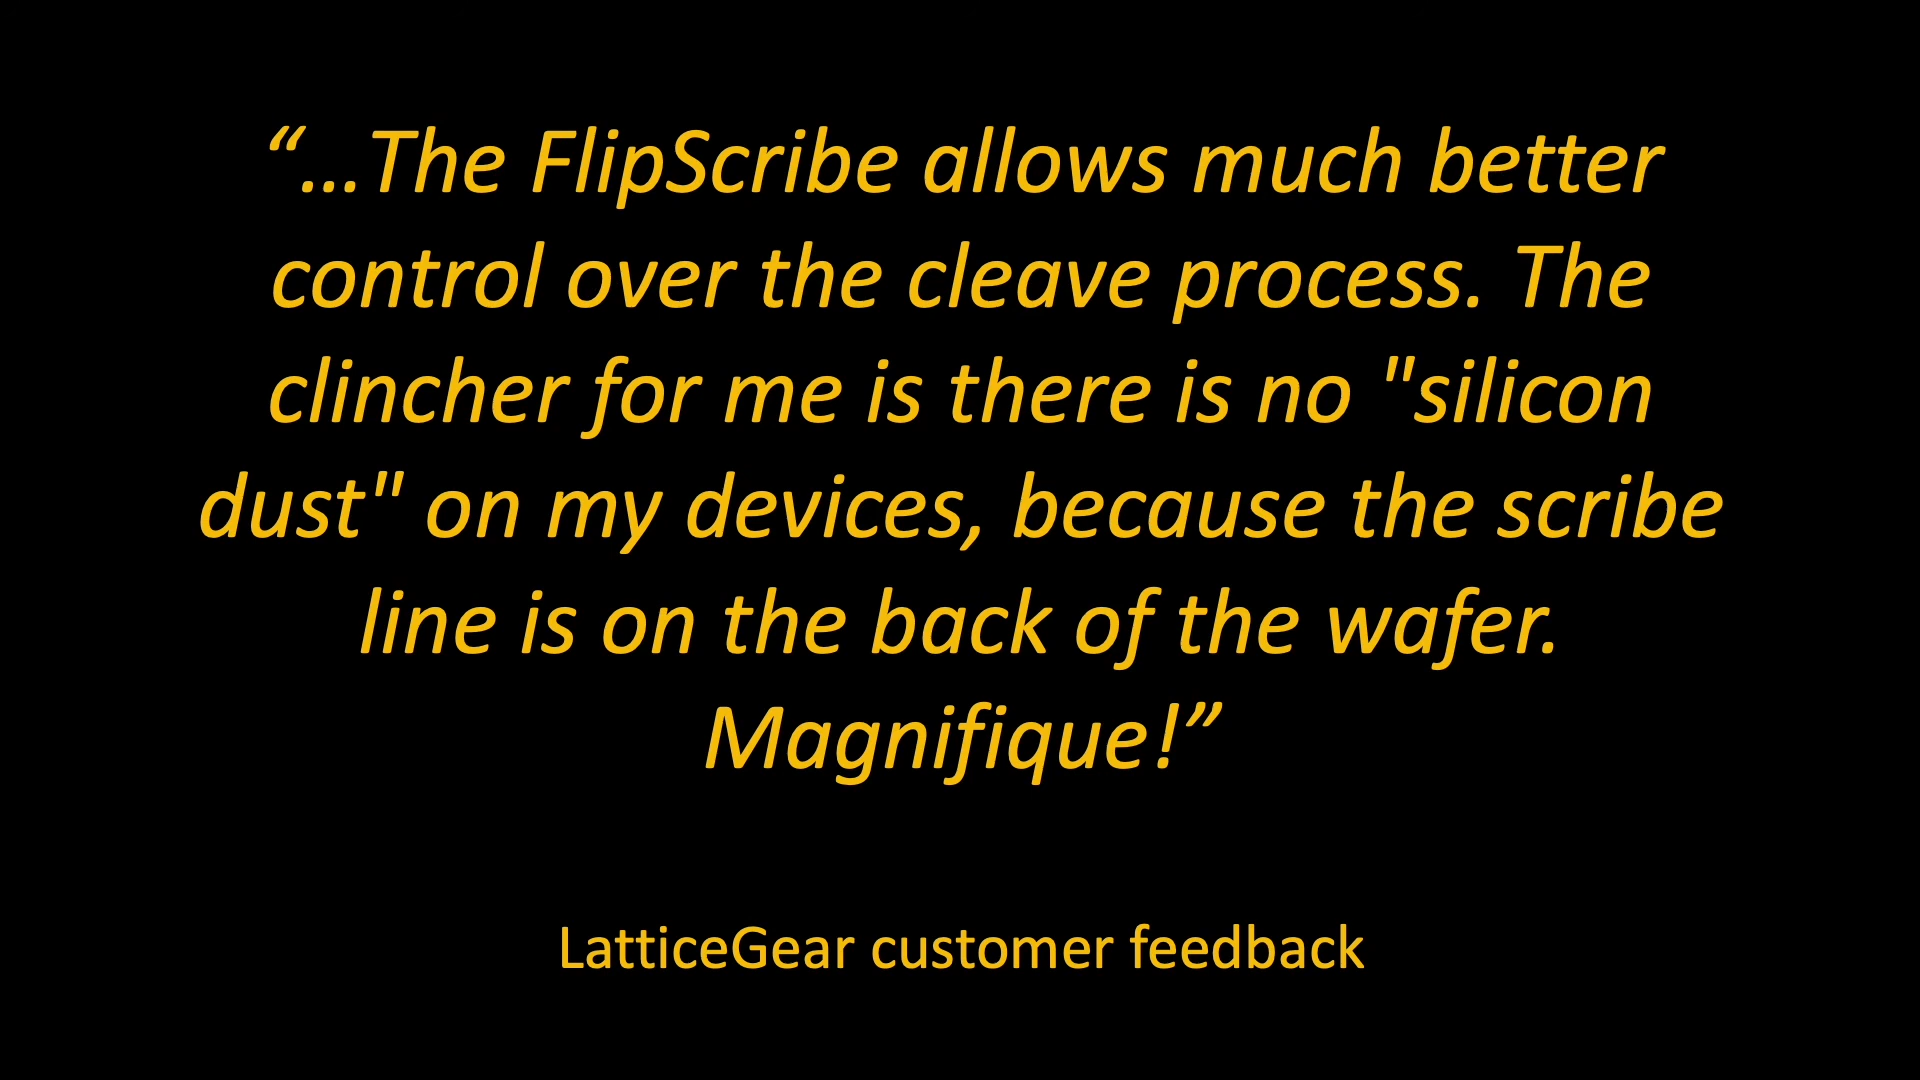 “…The FlipScribe allows much better
control over the cleave process. The
clincher for me is there is no "silicon
dust" on my devices, because the scribe
line is on the back of the wafer.
Magnifique!”
LatticeGear customer feedback